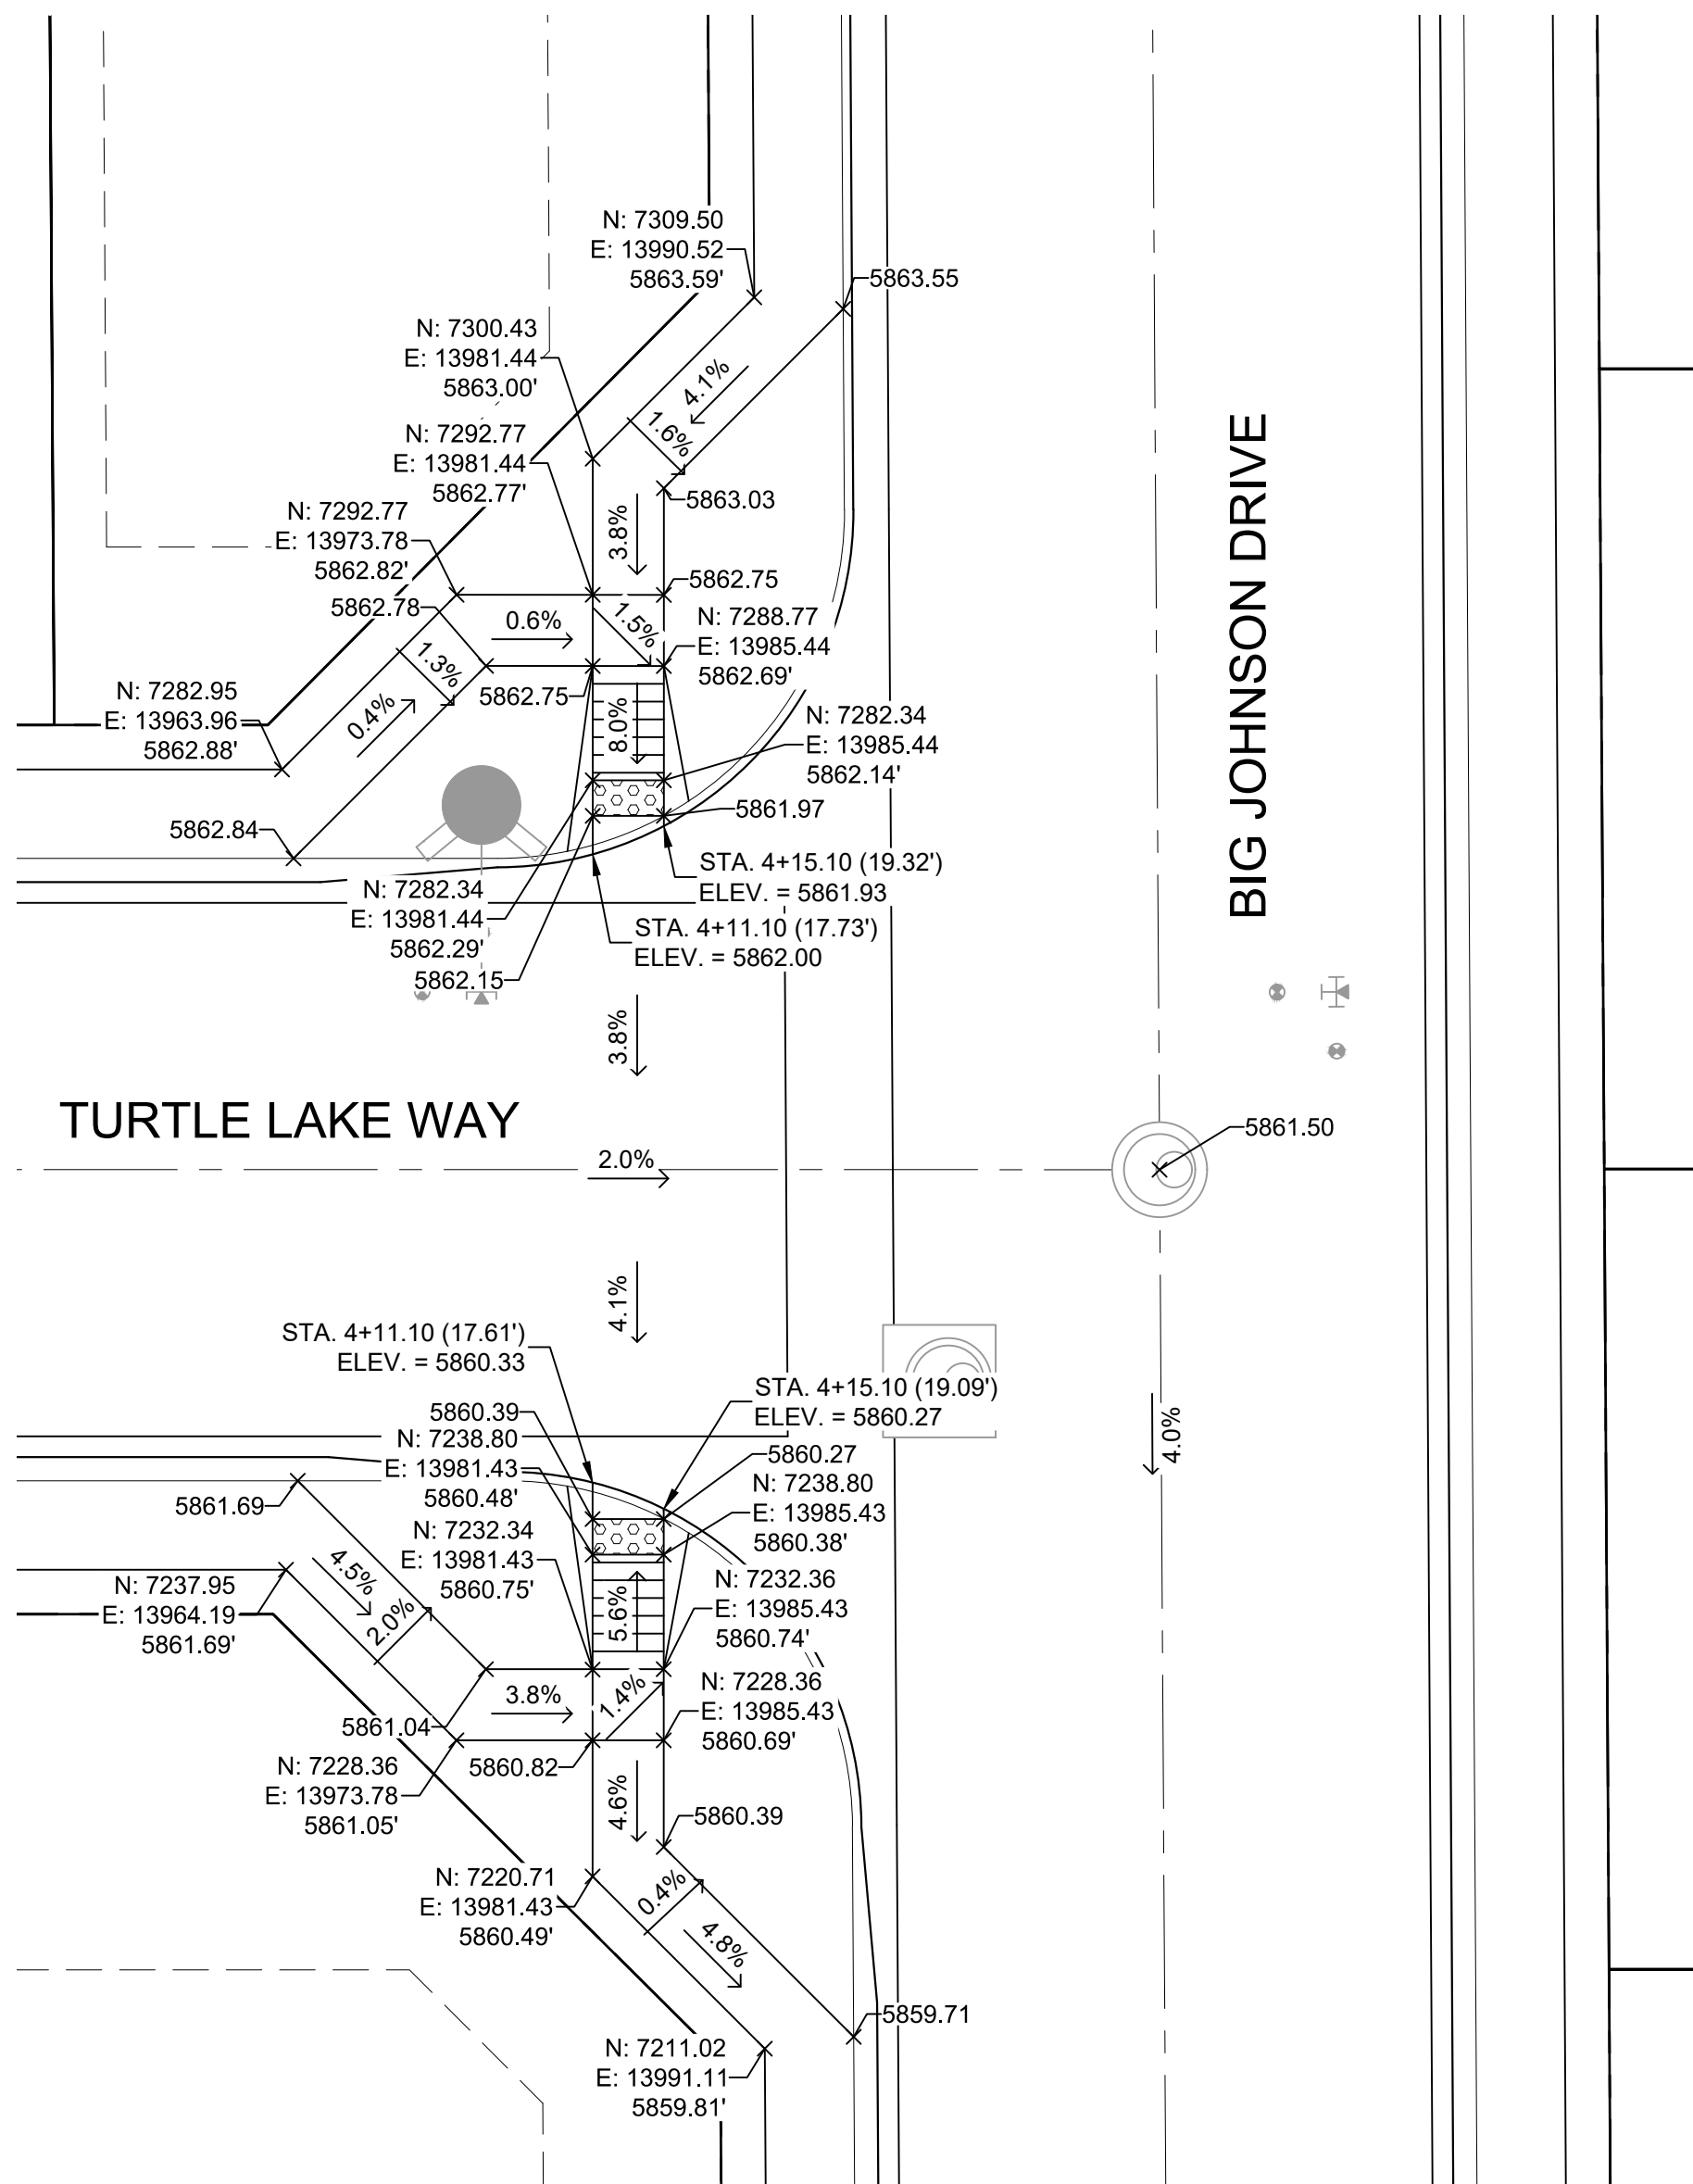 N: 7309.50
E: 13990.52
5863.59'
5863.55
N: 7300.43
E: 13981.44
5863.00'
4.1%
1.6%
N: 7292.77
E: 13981.44
5862.77'
5863.03
3.8%
N: 7292.77
E: 13973.78
5862.82'
5862.75
5862.78
0.6%
1.5%
N: 7288.77
E: 13985.44
5862.69'
1.3%
0.4%
5862.75
N: 7282.95
E: 13963.96
5862.88'
8.0%
N: 7282.34
E: 13985.44
5862.14'
5861.97
5862.84
STA. 4+15.10 (19.32')
ELEV. = 5861.93
N: 7282.34
E: 13981.44
5862.29'
5862.15
STA. 4+11.10 (17.73')
ELEV. = 5862.00
BIG JOHNSON DRIVE
3.8%
TURTLE LAKE WAY
5861.50
2.0%
4.1%
STA. 4+11.10 (17.61')
ELEV. = 5860.33
STA. 4+15.10 (19.09')
ELEV. = 5860.27
4.0%
5860.39
N: 7238.80
E: 13981.43
5860.48'
5860.27
N: 7238.80
E: 13985.43
5860.38'
5861.69
N: 7232.34
E: 13981.43
5860.75'
4.5%
2.0%
N: 7237.95
E: 13964.19
5861.69'
5.6%
N: 7232.36
E: 13985.43
5860.74'
3.8%
1.4%
N: 7228.36
E: 13985.43
5860.69'
5861.04
5860.82
N: 7228.36
E: 13973.78
5861.05'
4.6%
5860.39
N: 7220.71
E: 13981.43
5860.49'
0.4%
4.8%
5859.71
N: 7211.02
E: 13991.11
5859.81'